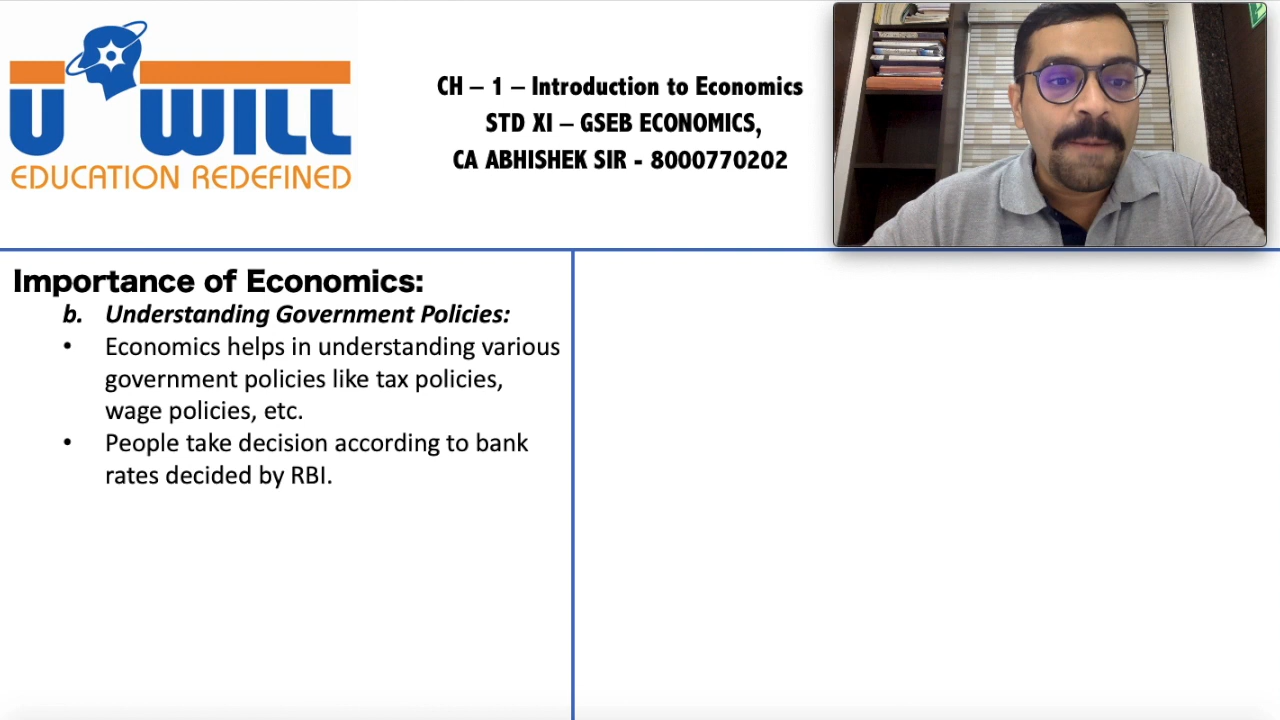 U WILL
EDUCATION REDEFINED
CH – 1 – Introduction to Economics
STD XI – GSEB ECONOMICS,
CA ABHISHEK SIR - 8000770202
Importance of Economics:
b. Understanding Government Policies:
• Economics helps in understanding various
government policies like tax policies,
wage policies, etc.
• People take decision according to bank
rates decided by RBI.